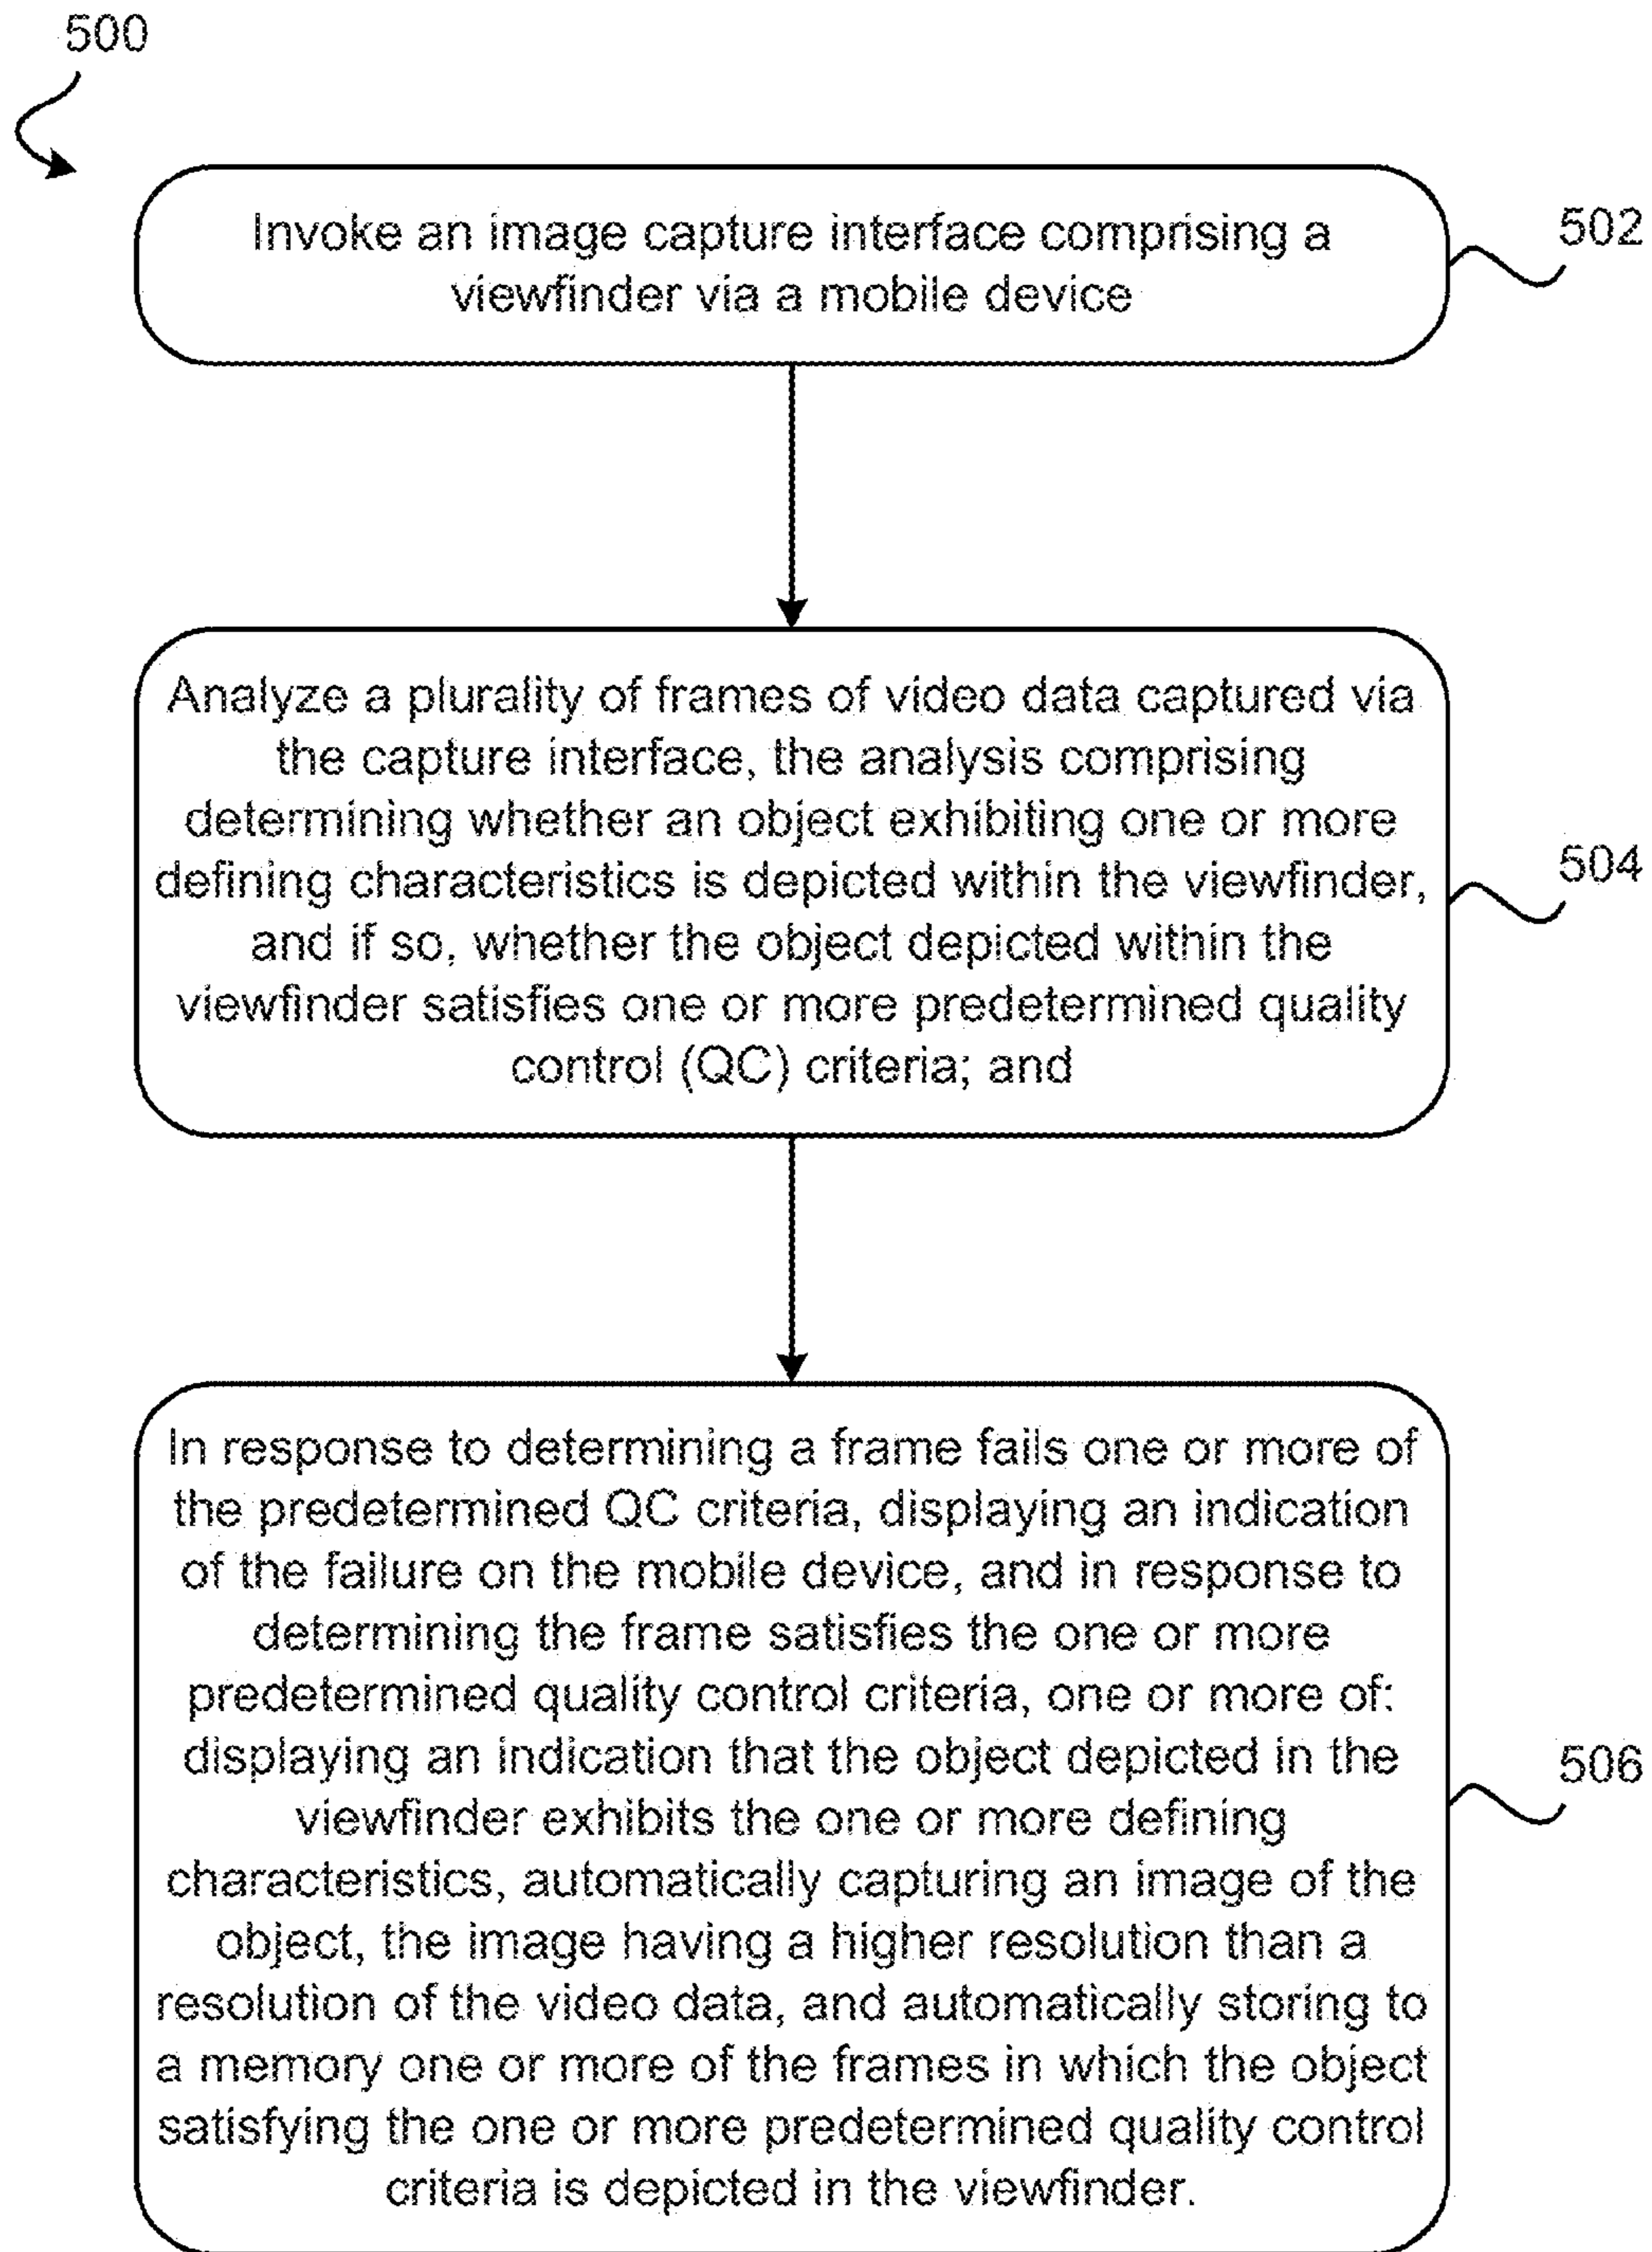 500
Invoke an image capture interface comprising a
viewfinder via a mobile device
502
Analyze a plurality of frames of video data captured via
the capture interface, the analysis comprising
determining whether an object exhibiting one or more
defining characteristics is depicted within the viewfinder,
and if so, whether the object depicted within the
viewfinder satisfies one or more predetermined quality
control (QC) criteria; and
504
In response to determining a frame fails one or more of
the predetermined QC criteria, displaying an indication
of the failure on the mobile device, and in response to
determining the frame satisfies the one or more
predetermined quality control criteria, one or more of:
displaying an indication that the object depicted in the
viewfinder exhibits the one or more defining
characteristics, automatically capturing an image of the
object, the image having a higher resolution than a
resolution of the video data, and automatically storing to
a memory one or more of the frames in which the object
satisfying the one or more predetermined quality control
criteria is depicted in the viewfinder.
506